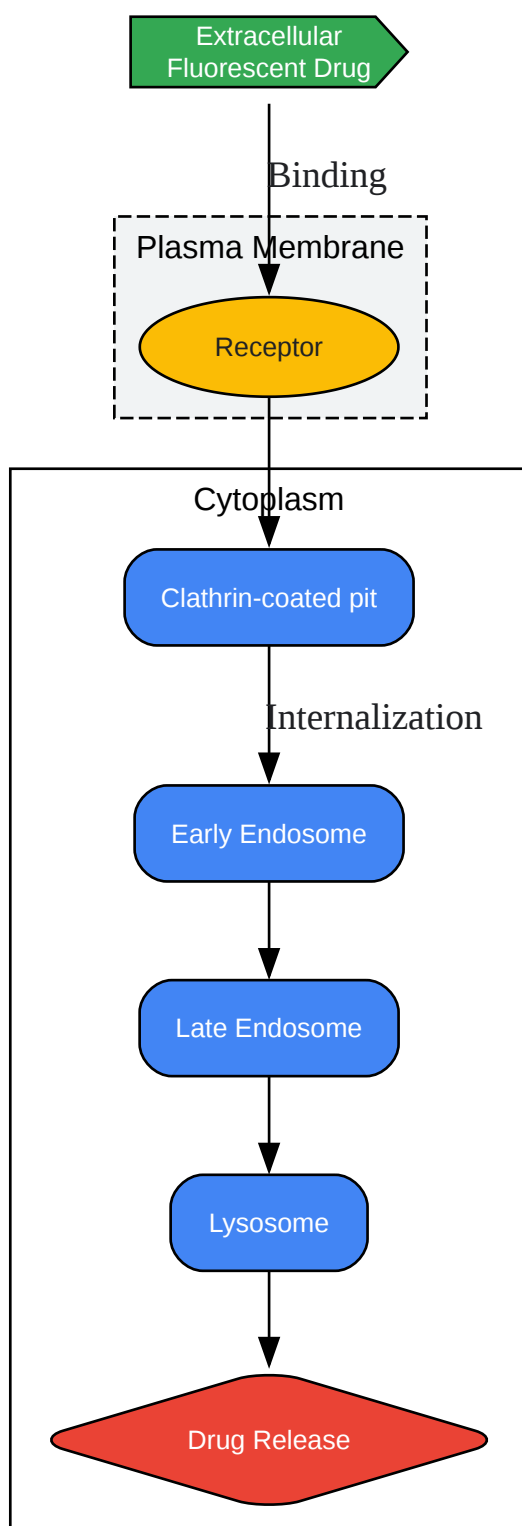 Extracellular
Fluorescent Drug
Binding
Plasma Membrane
Receptor
Cytoplasm
Clathrin-coated pit
Internalization
Early Endosome
Late Endosome
Lysosome
Drug Release